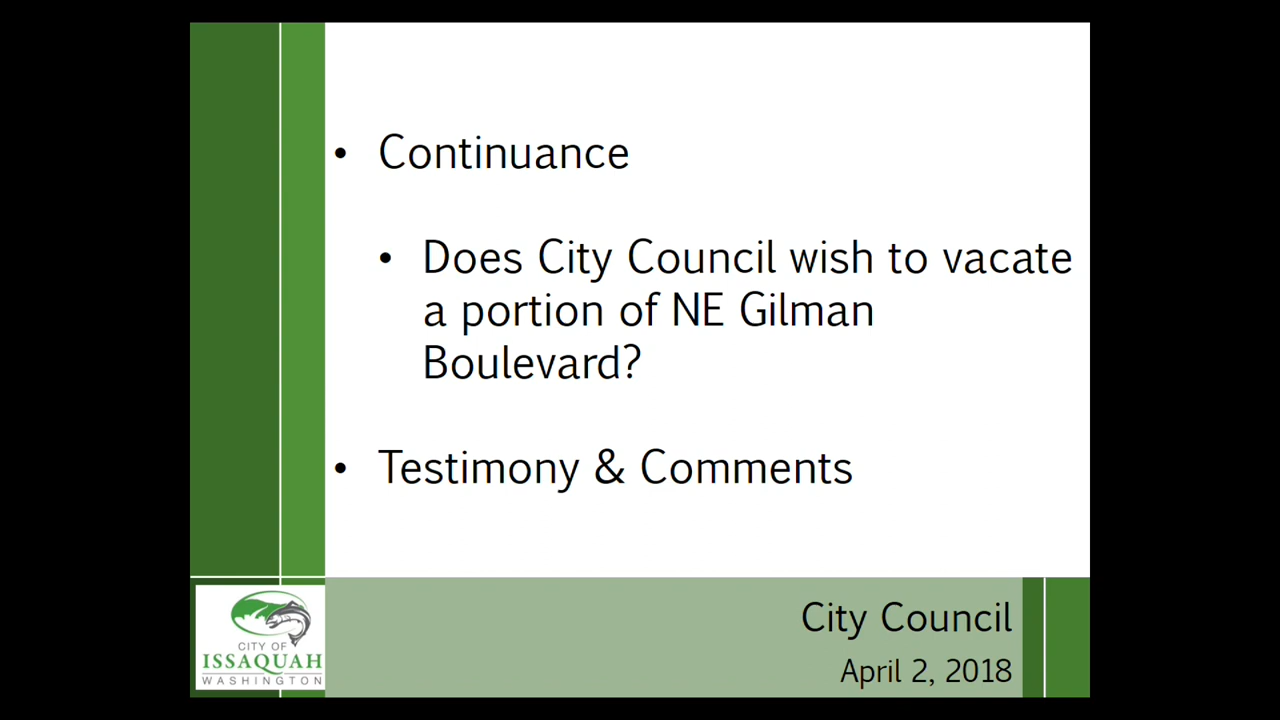 • Continuance
• Does City Council wish to vacate
a portion of NE Gilman
Boulevard?
• Testimony & Comments
City Council
April 2, 2018
CITY OF
ISSAQUAH
WASHINGTON